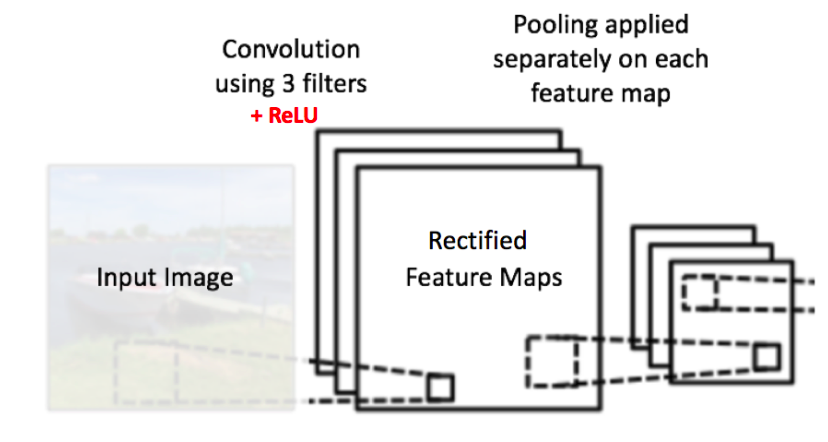 Convolution
using 3 filters
+ ReLU
Pooling applied
separately on each
feature map
Input Image
Rectified
Feature Maps